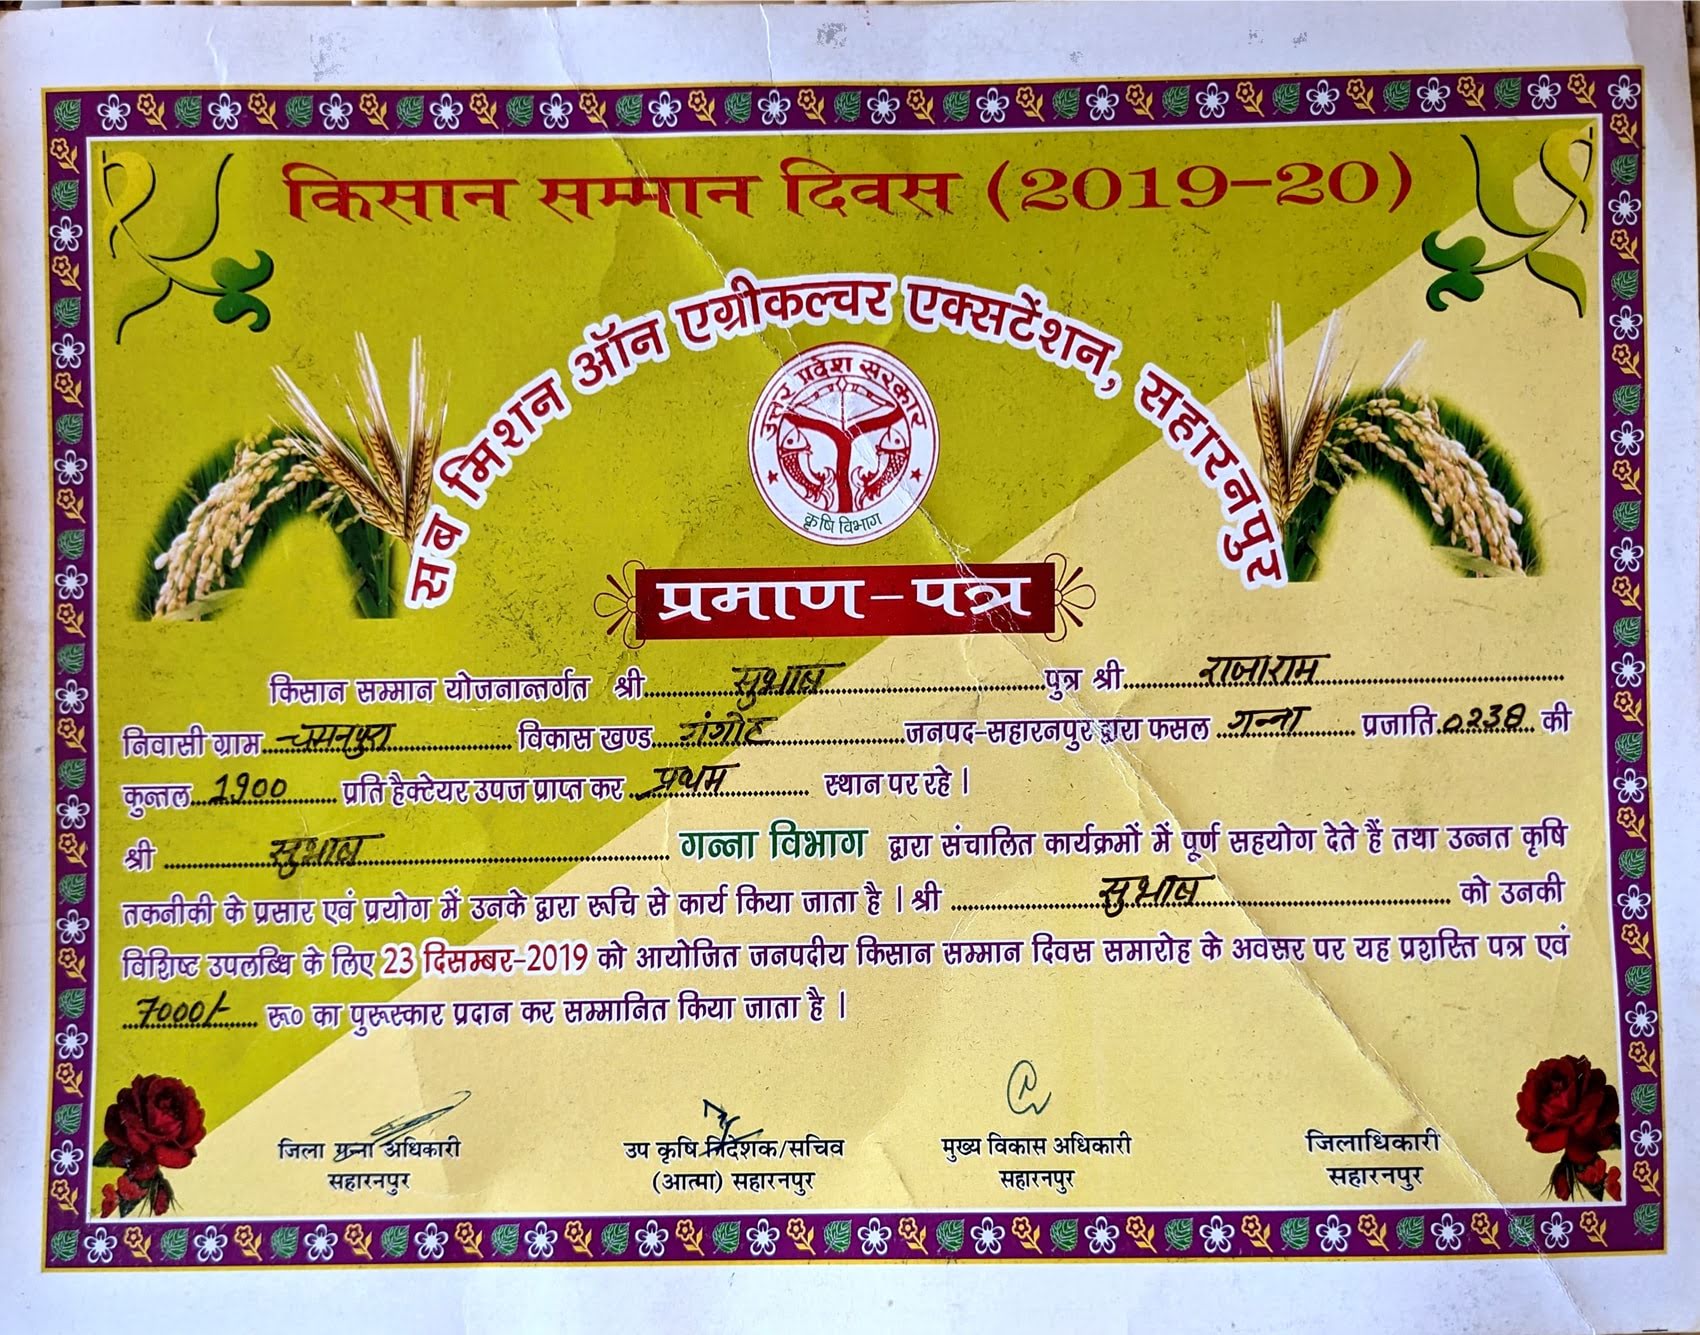 किसान सम्मान दिवस (2019-20)
सब मिशन ऑन एग्रीकल्चर एक्सटेंशन, सहारनपुर
उत्तर प्रदेश सरकार
कृषि विभाग
प्रमाण-पत्र
किसान सम्मान योजनान्तर्गत श्री सुभाष पुत्र श्री राजाराम
निवासी ग्राम चमनपुरा विकास खण्ड गंगोह जनपद-सहारनपुर द्वारा फसल गन्ना प्रजाति 0238 की
कुन्तल 1900 प्रति हैक्टेयर उपज प्राप्त कर प्रथम स्थान पर रहे |
श्री सुभाष गन्ना विभाग द्वारा संचालित कार्यक्रमों में पूर्ण सहयोग देते हैं तथा उन्नत कृषि
तकनीकी के प्रसार एवं प्रयोग में उनके द्वारा रूचि से कार्य किया जाता है | श्री सुभाष को उनकी
विशिष्ट उपलब्धि के लिए 23 दिसम्बर-2019 को आयोजित जनपदीय किसान सम्मान दिवस समारोह के अवसर पर यह प्रशस्ति पत्र एवं
7000/- रू० का पुरूस्कार प्रदान कर सम्मानित किया जाता है |
जिला गन्ना अधिकारी उप कृषि निदेशक/सचिव मुख्य विकास अधिकारी जिलाधिकारी
सहारनपुर (आत्मा) सहारनपुर सहारनपुर सहारनपुर